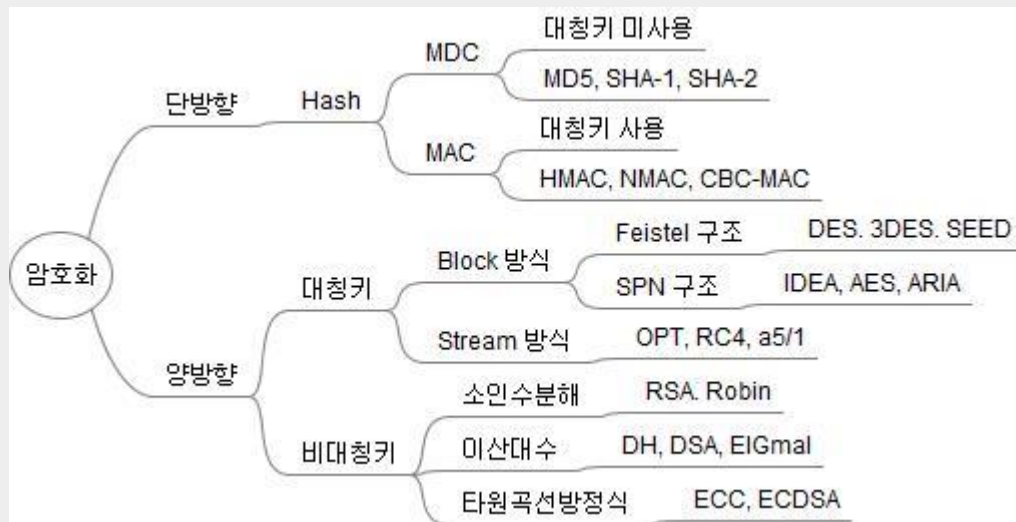 암호화
단방향
Hash
MDC
대칭키 미사용
MD5, SHA-1, SHA-2
MAC
대칭키 사용
HMAC, NMAC, CBC-MAC
양방향
대칭키
Block 방식
Feistel 구조
DES. 3DES. SEED
SPN 구조
IDEA, AES, ARIA
Stream 방식
OPT, RC4, a5/1
비대칭키
소인수분해
RSA. Robin
이산대수
DH, DSA, ElGmal
타원곡선방정식
ECC, ECDSA